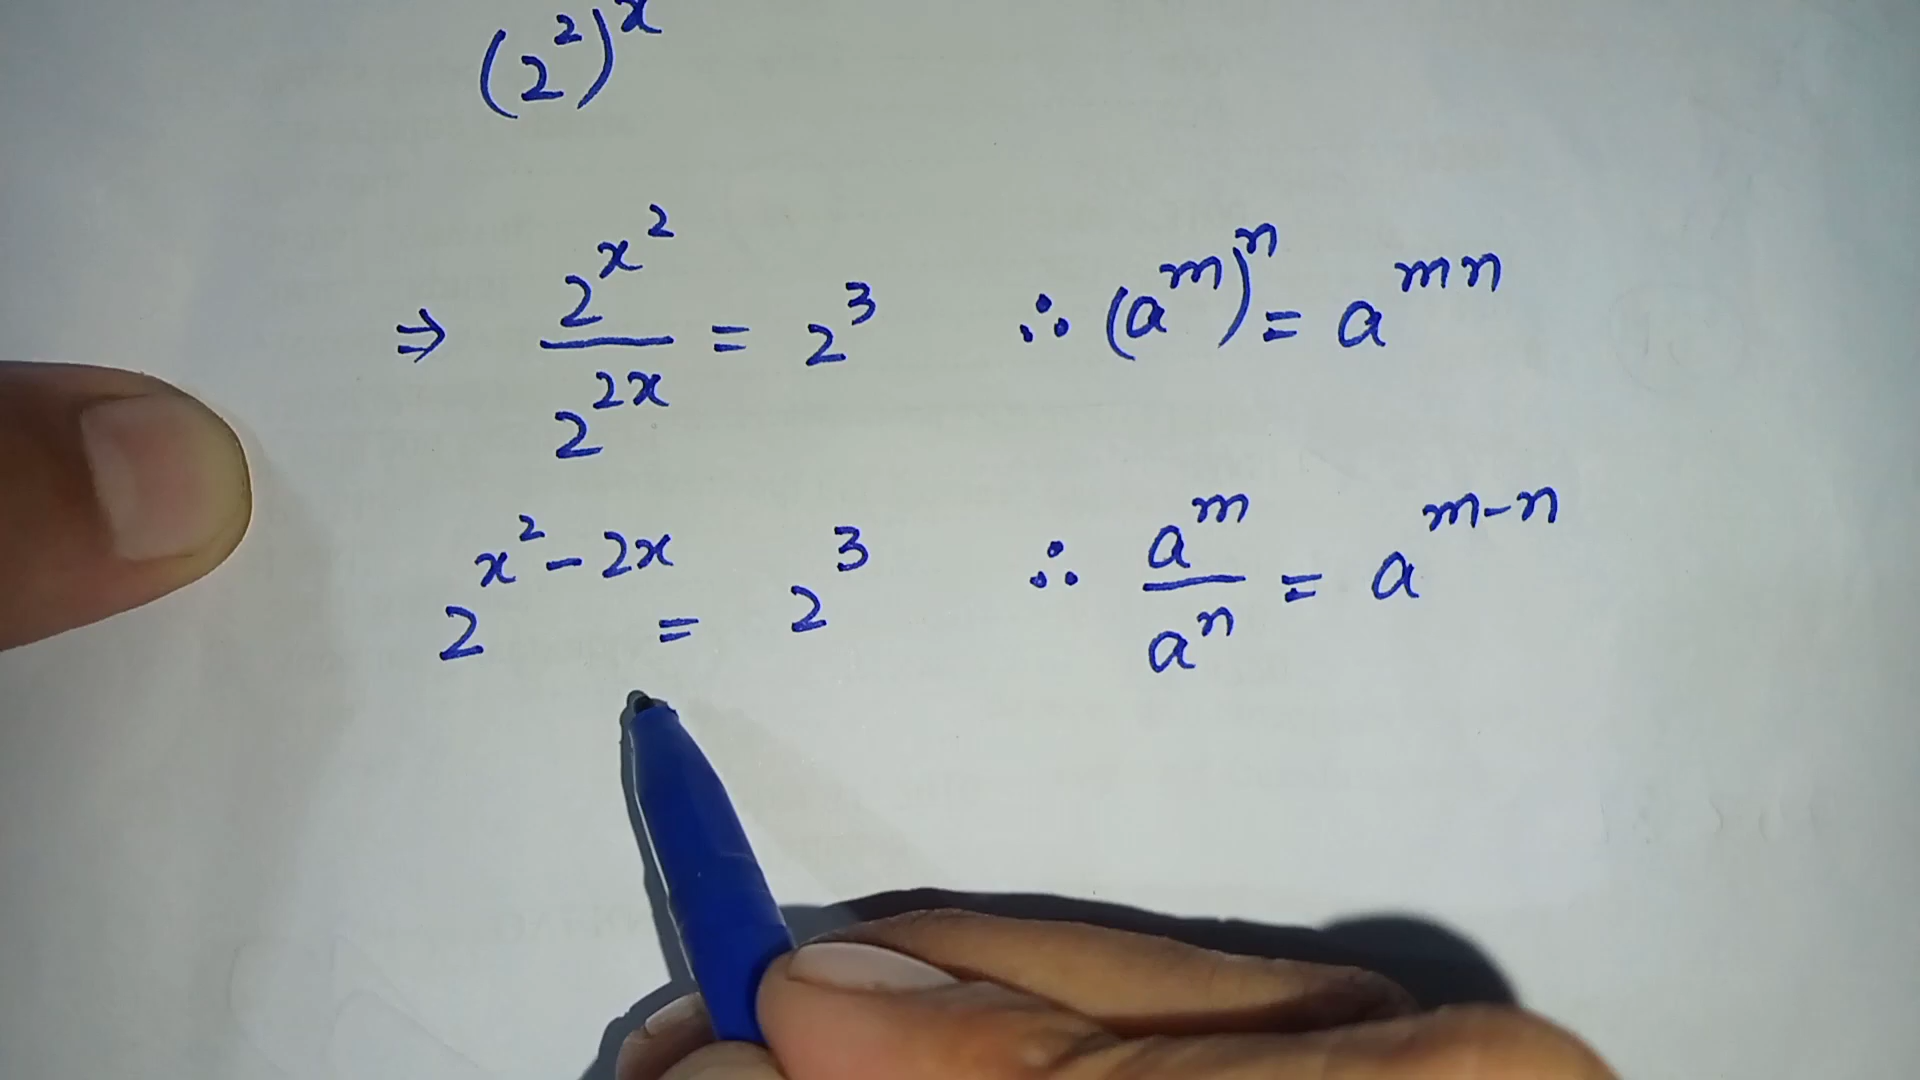 (2²)ˣ
⇒ 2^x² / 2^2x = 2³ ∴ (a^m)^n = a^mn
2^x²-2x = 2³ ∴ a^m / a^n = a^m-n